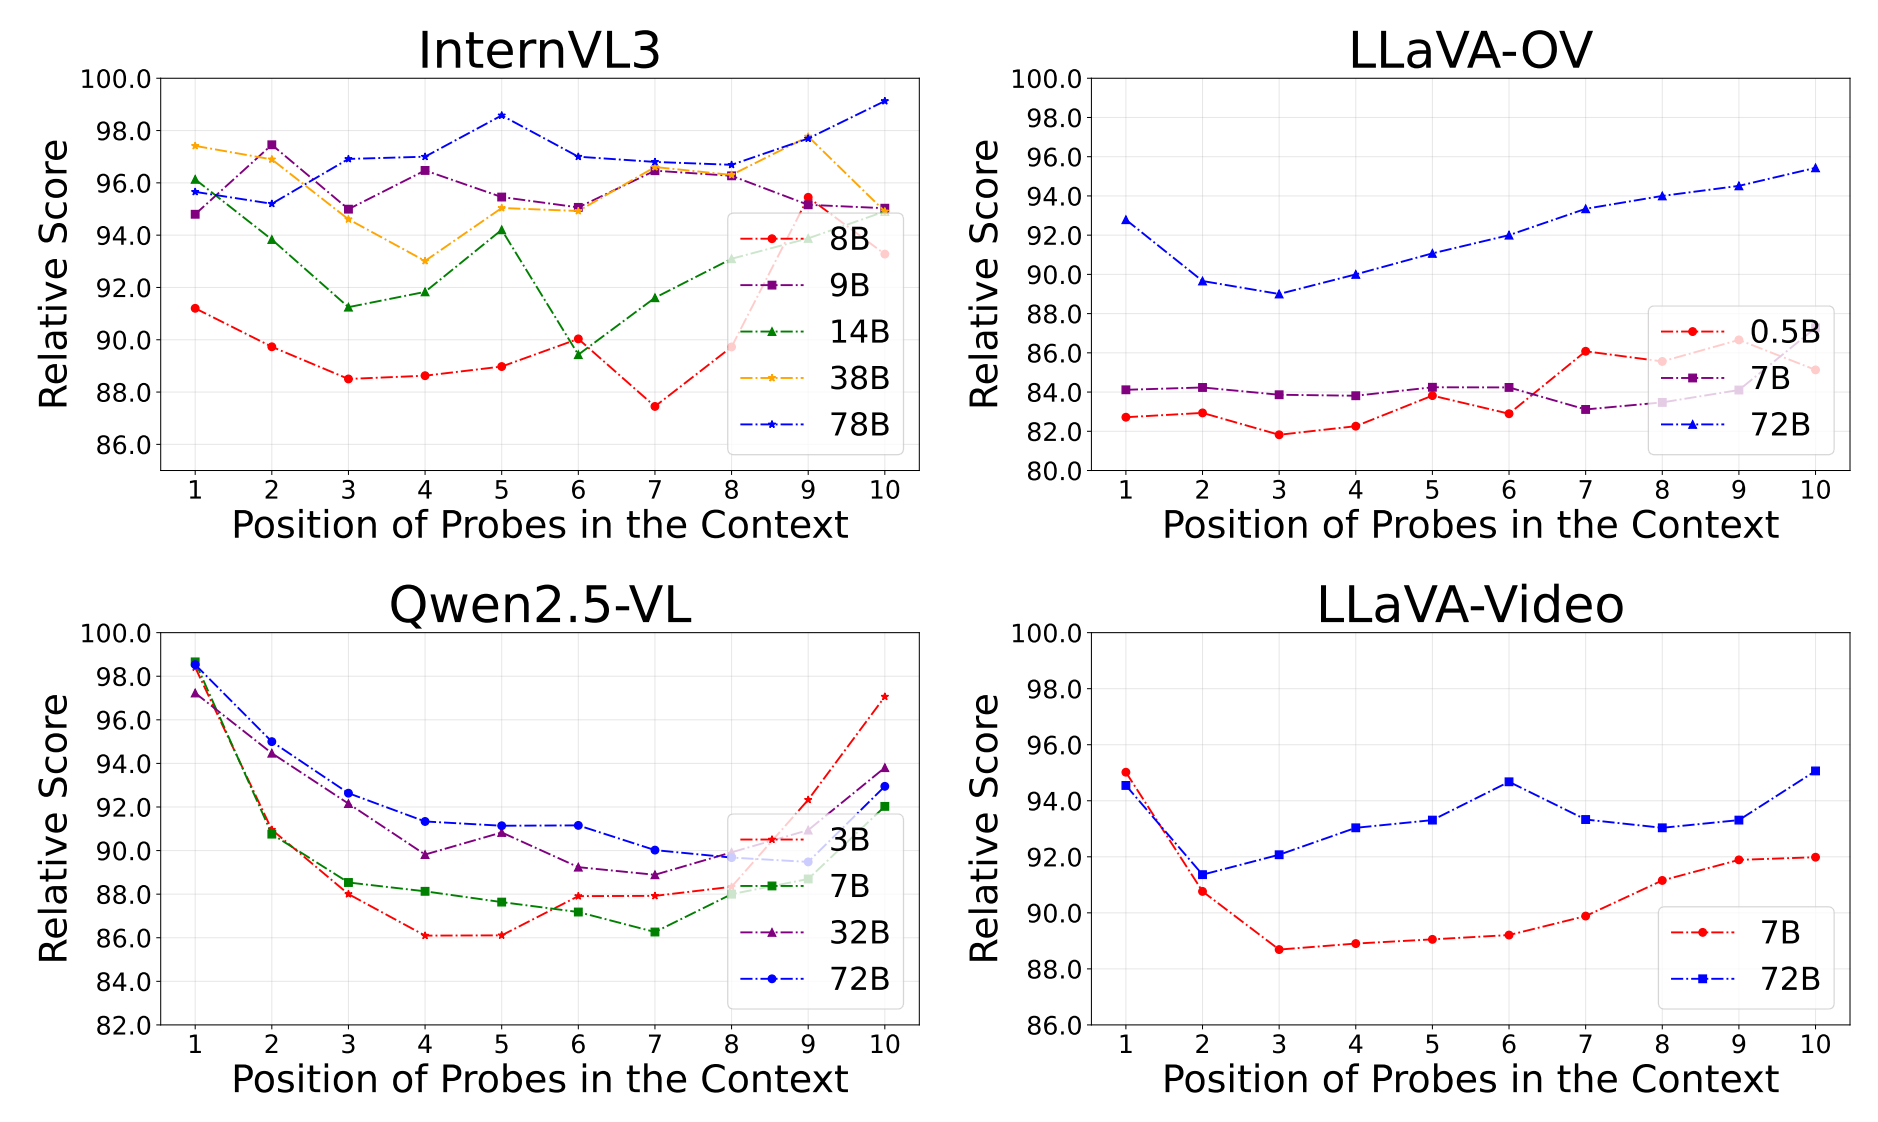 InternVL3
100.0
98.0
96.0
94.0
92.0
90.0
88.0
86.0
Relative Score
8B
9B
14B
38B
78B
1 2 3 4 5 6 7 8 9 10
Position of Probes in the Context
LLaVA-OV
100.0
98.0
96.0
94.0
92.0
90.0
88.0
86.0
84.0
82.0
80.0
Relative Score
0.5B
7B
72B
1 2 3 4 5 6 7 8 9 10
Position of Probes in the Context
Qwen2.5-VL
100.0
98.0
96.0
94.0
92.0
90.0
88.0
86.0
84.0
82.0
Relative Score
3B
7B
32B
72B
1 2 3 4 5 6 7 8 9 10
Position of Probes in the Context
LLaVA-Video
100.0
98.0
96.0
94.0
92.0
90.0
88.0
86.0
Relative Score
7B
72B
1 2 3 4 5 6 7 8 9 10
Position of Probes in the Context